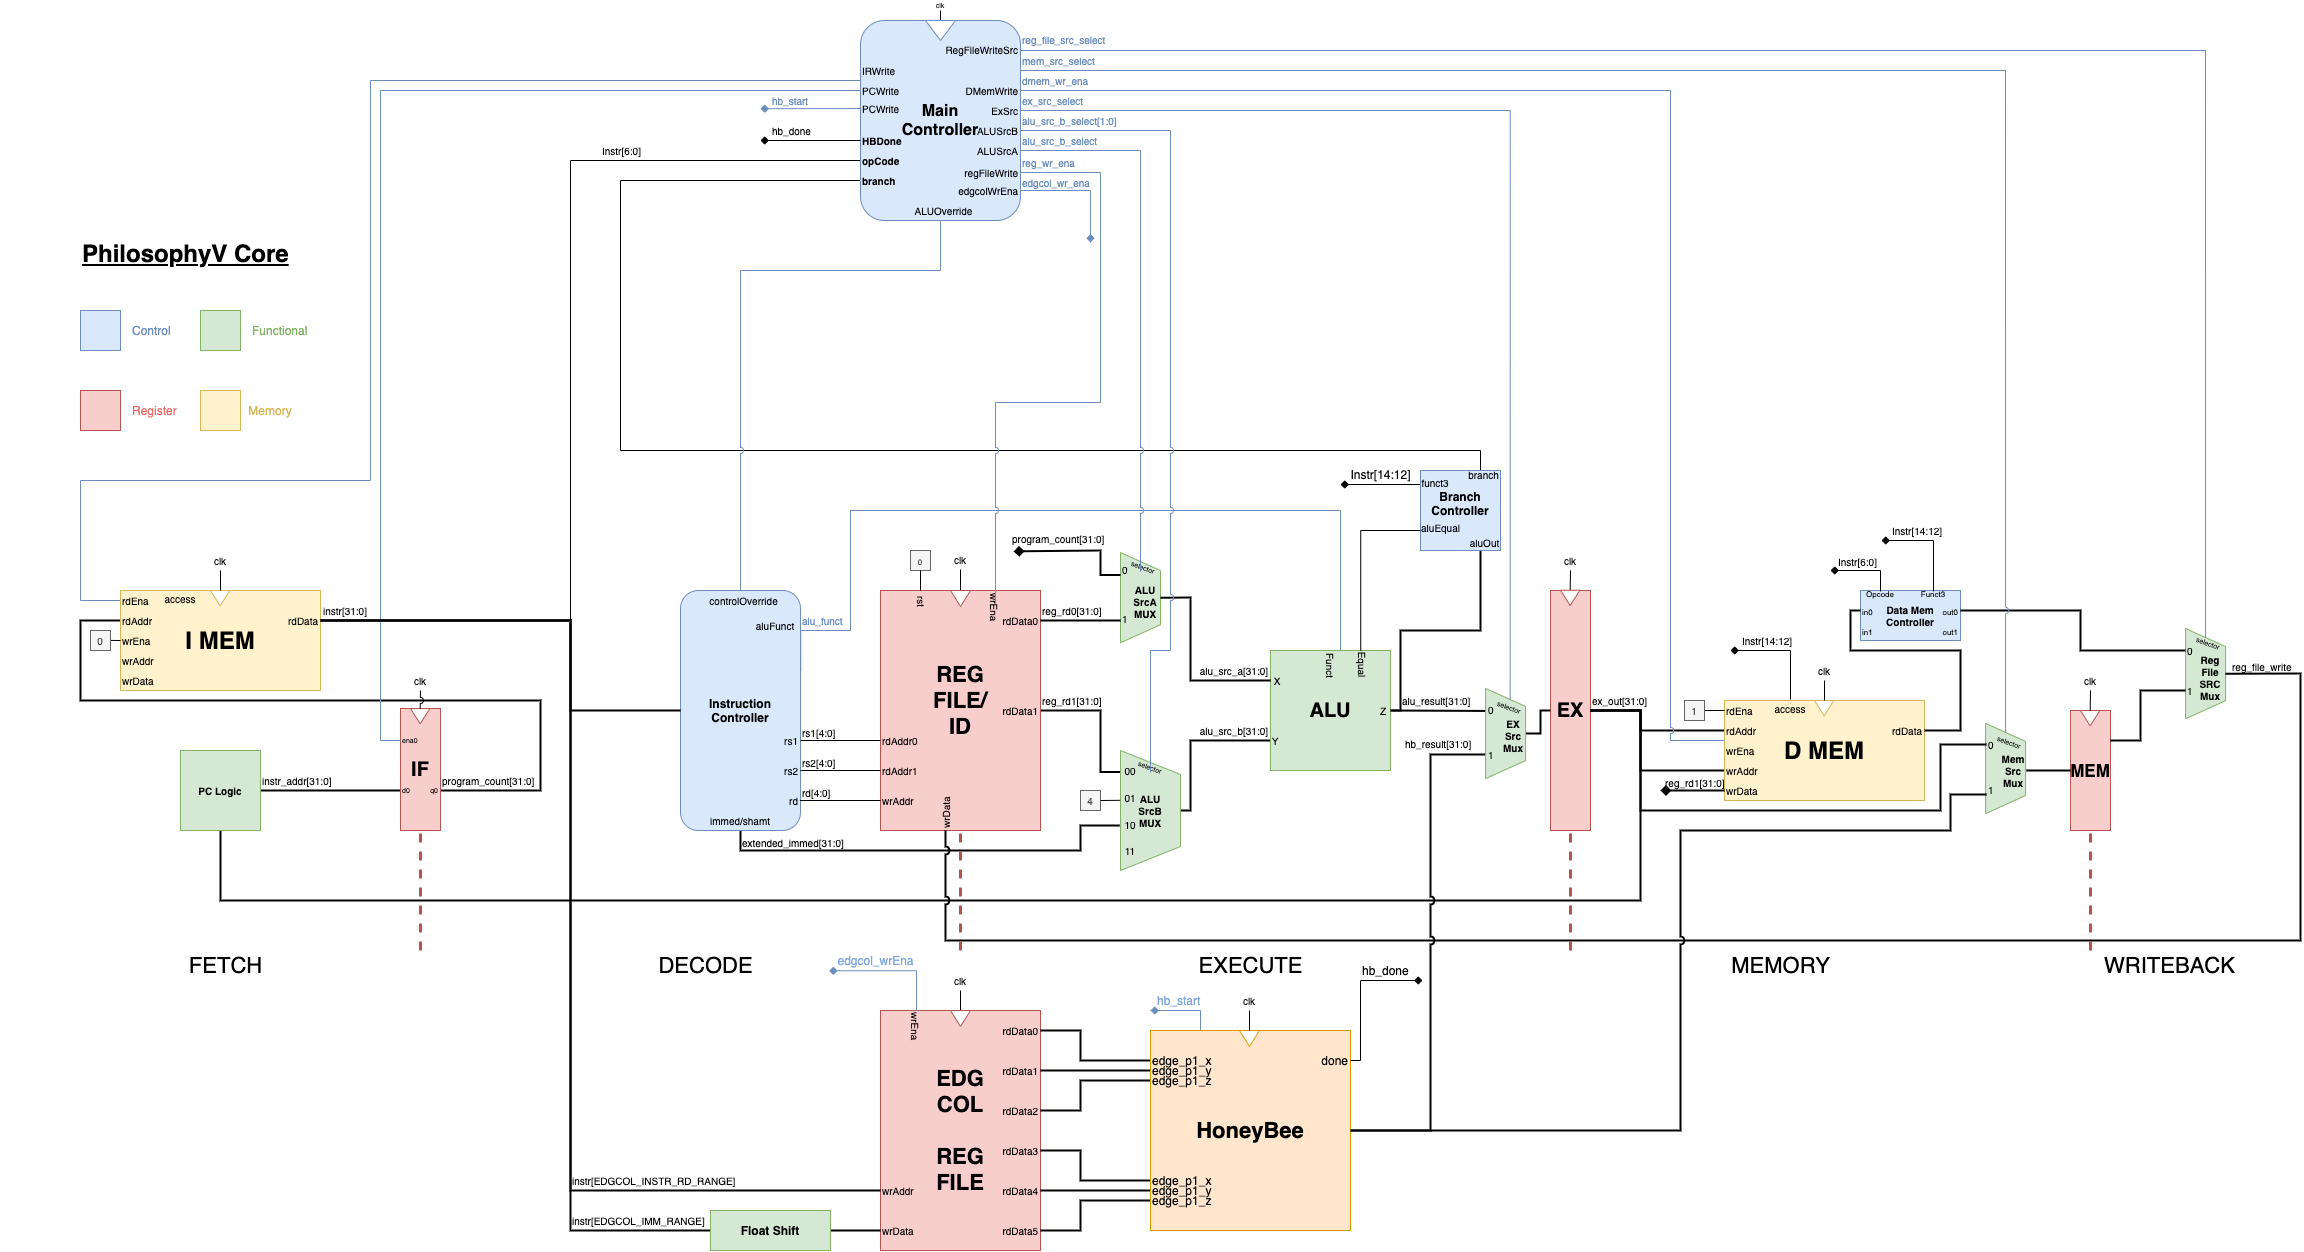 clk
RegFileWriteSrc
reg_file_src_select
mem_src_select
IRWrite
PCWrite
DMemWrite
dmem_wr_ena
hb_start
PCWrite
Main
Controller
ExSrc
ex_src_select
hb_done
HBDone
ALUSrcB
alu_src_b_select[1:0]
Instr[6:0]
opCode
ALUSrcA
alu_src_b_select
branch
regFileWrite
reg_wr_ena
edgcolWrEna
edgcol_wr_ena
ALUOverride
PhilosophyV Core
Control
Functional
Register
Memory
Instr[14:12]
branch
funct3
Branch
Controller
aluEqual
aluOut
clk
access
rdEna
rdAddr
wrEna
wrAddr
wrData
I MEM
rdData
0
instr[31:0]
clk
ena0
IF
d0
q0
PC Logic
instr_addr[31:0]
program_count[31:0]
controlOverride
aluFunct
alu_funct
Instruction
Controller
rs1
rs2
rd
immed/shamt
rs1[4:0]
rs2[4:0]
rd[4:0]
extended_immed[31:0]
0
clk
rst
wrEna
rdData0
REG
FILE/
ID
rdData1
rdAddr0
rdAddr1
wrAddr
wrData
program_count[31:0]
reg_rd0[31:0]
reg_rd1[31:0]
selector
0
ALU
SrcA
MUX
1
selector
00
01
10
11
4
ALU
SrcB
MUX
alu_src_a[31:0]
alu_src_b[31:0]
Funct
Equal
X
Y
ALU
Z
alu_result[31:0]
hb_result[31:0]
selector
0
EX
Src
Mux
1
clk
EX
ex_out[31:0]
Instr[14:12]
Instr[6:0]
Opcode
Funct3
in0
in1
Data Mem
Controller
out0
out1
Instr[14:12]
clk
access
1
rdEna
rdAddr
wrEna
wrAddr
wrData
D MEM
rdData
reg_rd1[31:0]
selector
0
Mem
Src
Mux
1
clk
MEM
selector
0
Reg
File
SRC
Mux
1
reg_file_write
FETCH
DECODE
EXECUTE
MEMORY
WRITEBACK
edgcol_wrEna
clk
wrEna
EDG
COL
REG
FILE
rdData0
rdData1
rdData2
rdData3
rdData4
rdData5
wrAddr
wrData
instr[EDGCOL_INSTR_RD_RANGE]
instr[EDGCOL_IMM_RANGE]
Float Shift
hb_start
clk
hb_done
done
edge_p1_x
edge_p1_y
edge_p1_z
HoneyBee
edge_p1_x
edge_p1_y
edge_p1_z